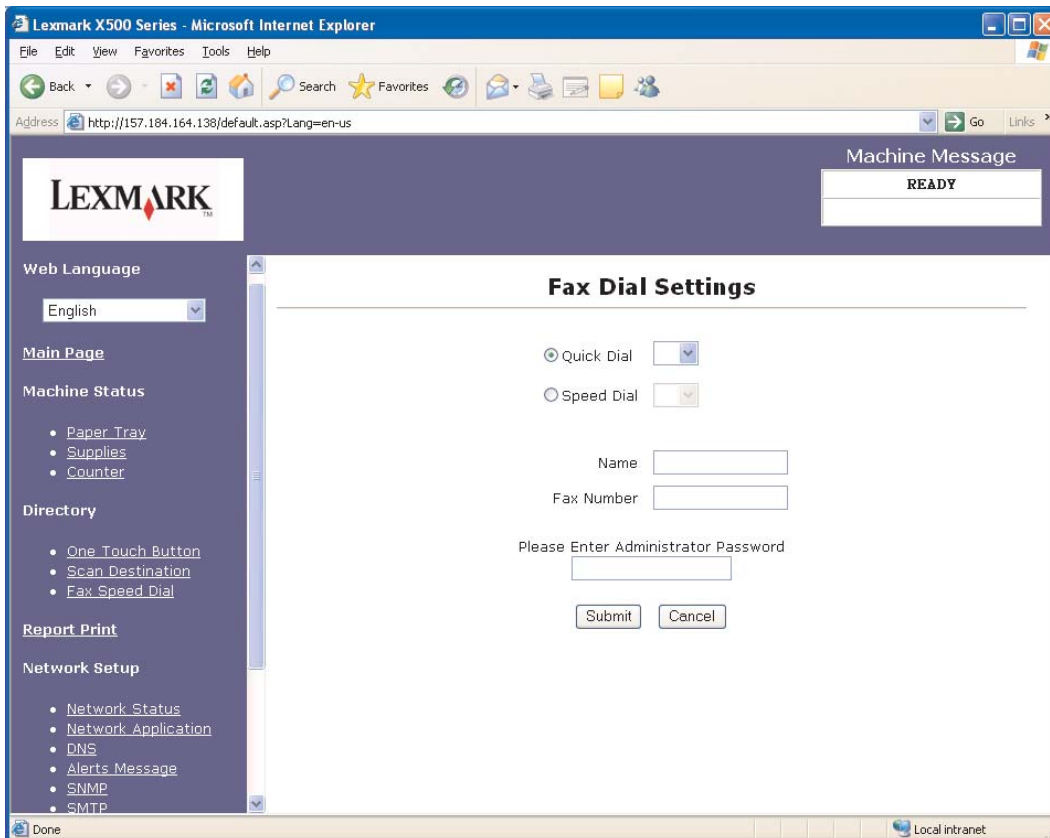 Lexmark X500 Series - Microsoft Internet Explorer
File Edit View Favorites Tools Help
Back Search Favorites
Address http://157.184.164.138/default.asp?Lang=en-us Go Links »
LEXMARK TM
Machine Message
READY
Web Language
English
Main Page
Machine Status
• Paper Tray
• Supplies
• Counter
Directory
• One Touch Button
• Scan Destination
• Fax Speed Dial
Report Print
Network Setup
• Network Status
• Network Application
• DNS
• Alerts Message
• SNMP
• SMTP
Fax Dial Settings
Quick Dial
Speed Dial
Name
Fax Number
Please Enter Administrator Password
Submit Cancel
Done Local intranet